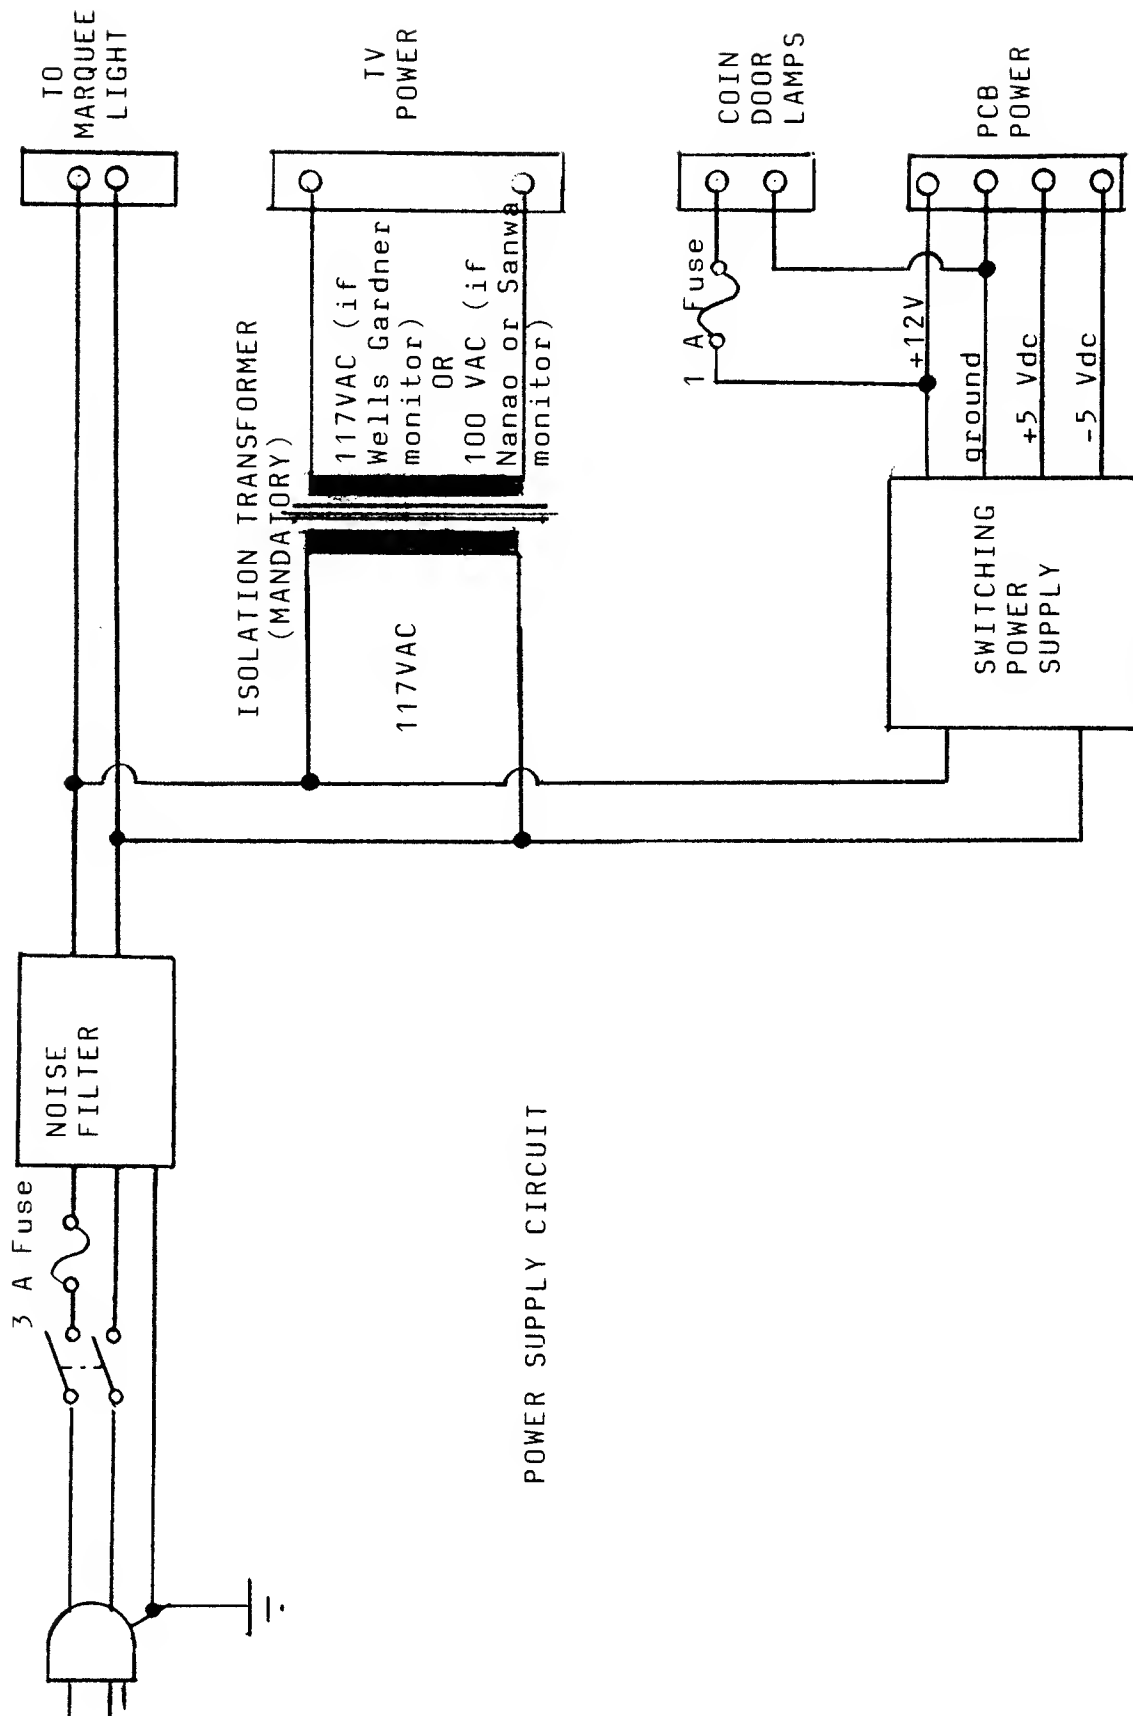 TO
MARQUEE
LIGHT
TV
POWER
COIN
DOOR
LAMPS
PCB
POWER
ISOLATION TRANSFORMER
(MANDATORY)
117VAC (if
Wells Gardner
monitor)
OR
100 VAC (if
Nanao or Sanwa
monitor)
117VAC
1 A Fuse
+12V
ground
+5 Vdc
-5 Vdc
SWITCHING
POWER
SUPPLY
NOISE
FILTER
3 A Fuse
POWER SUPPLY CIRCUIT